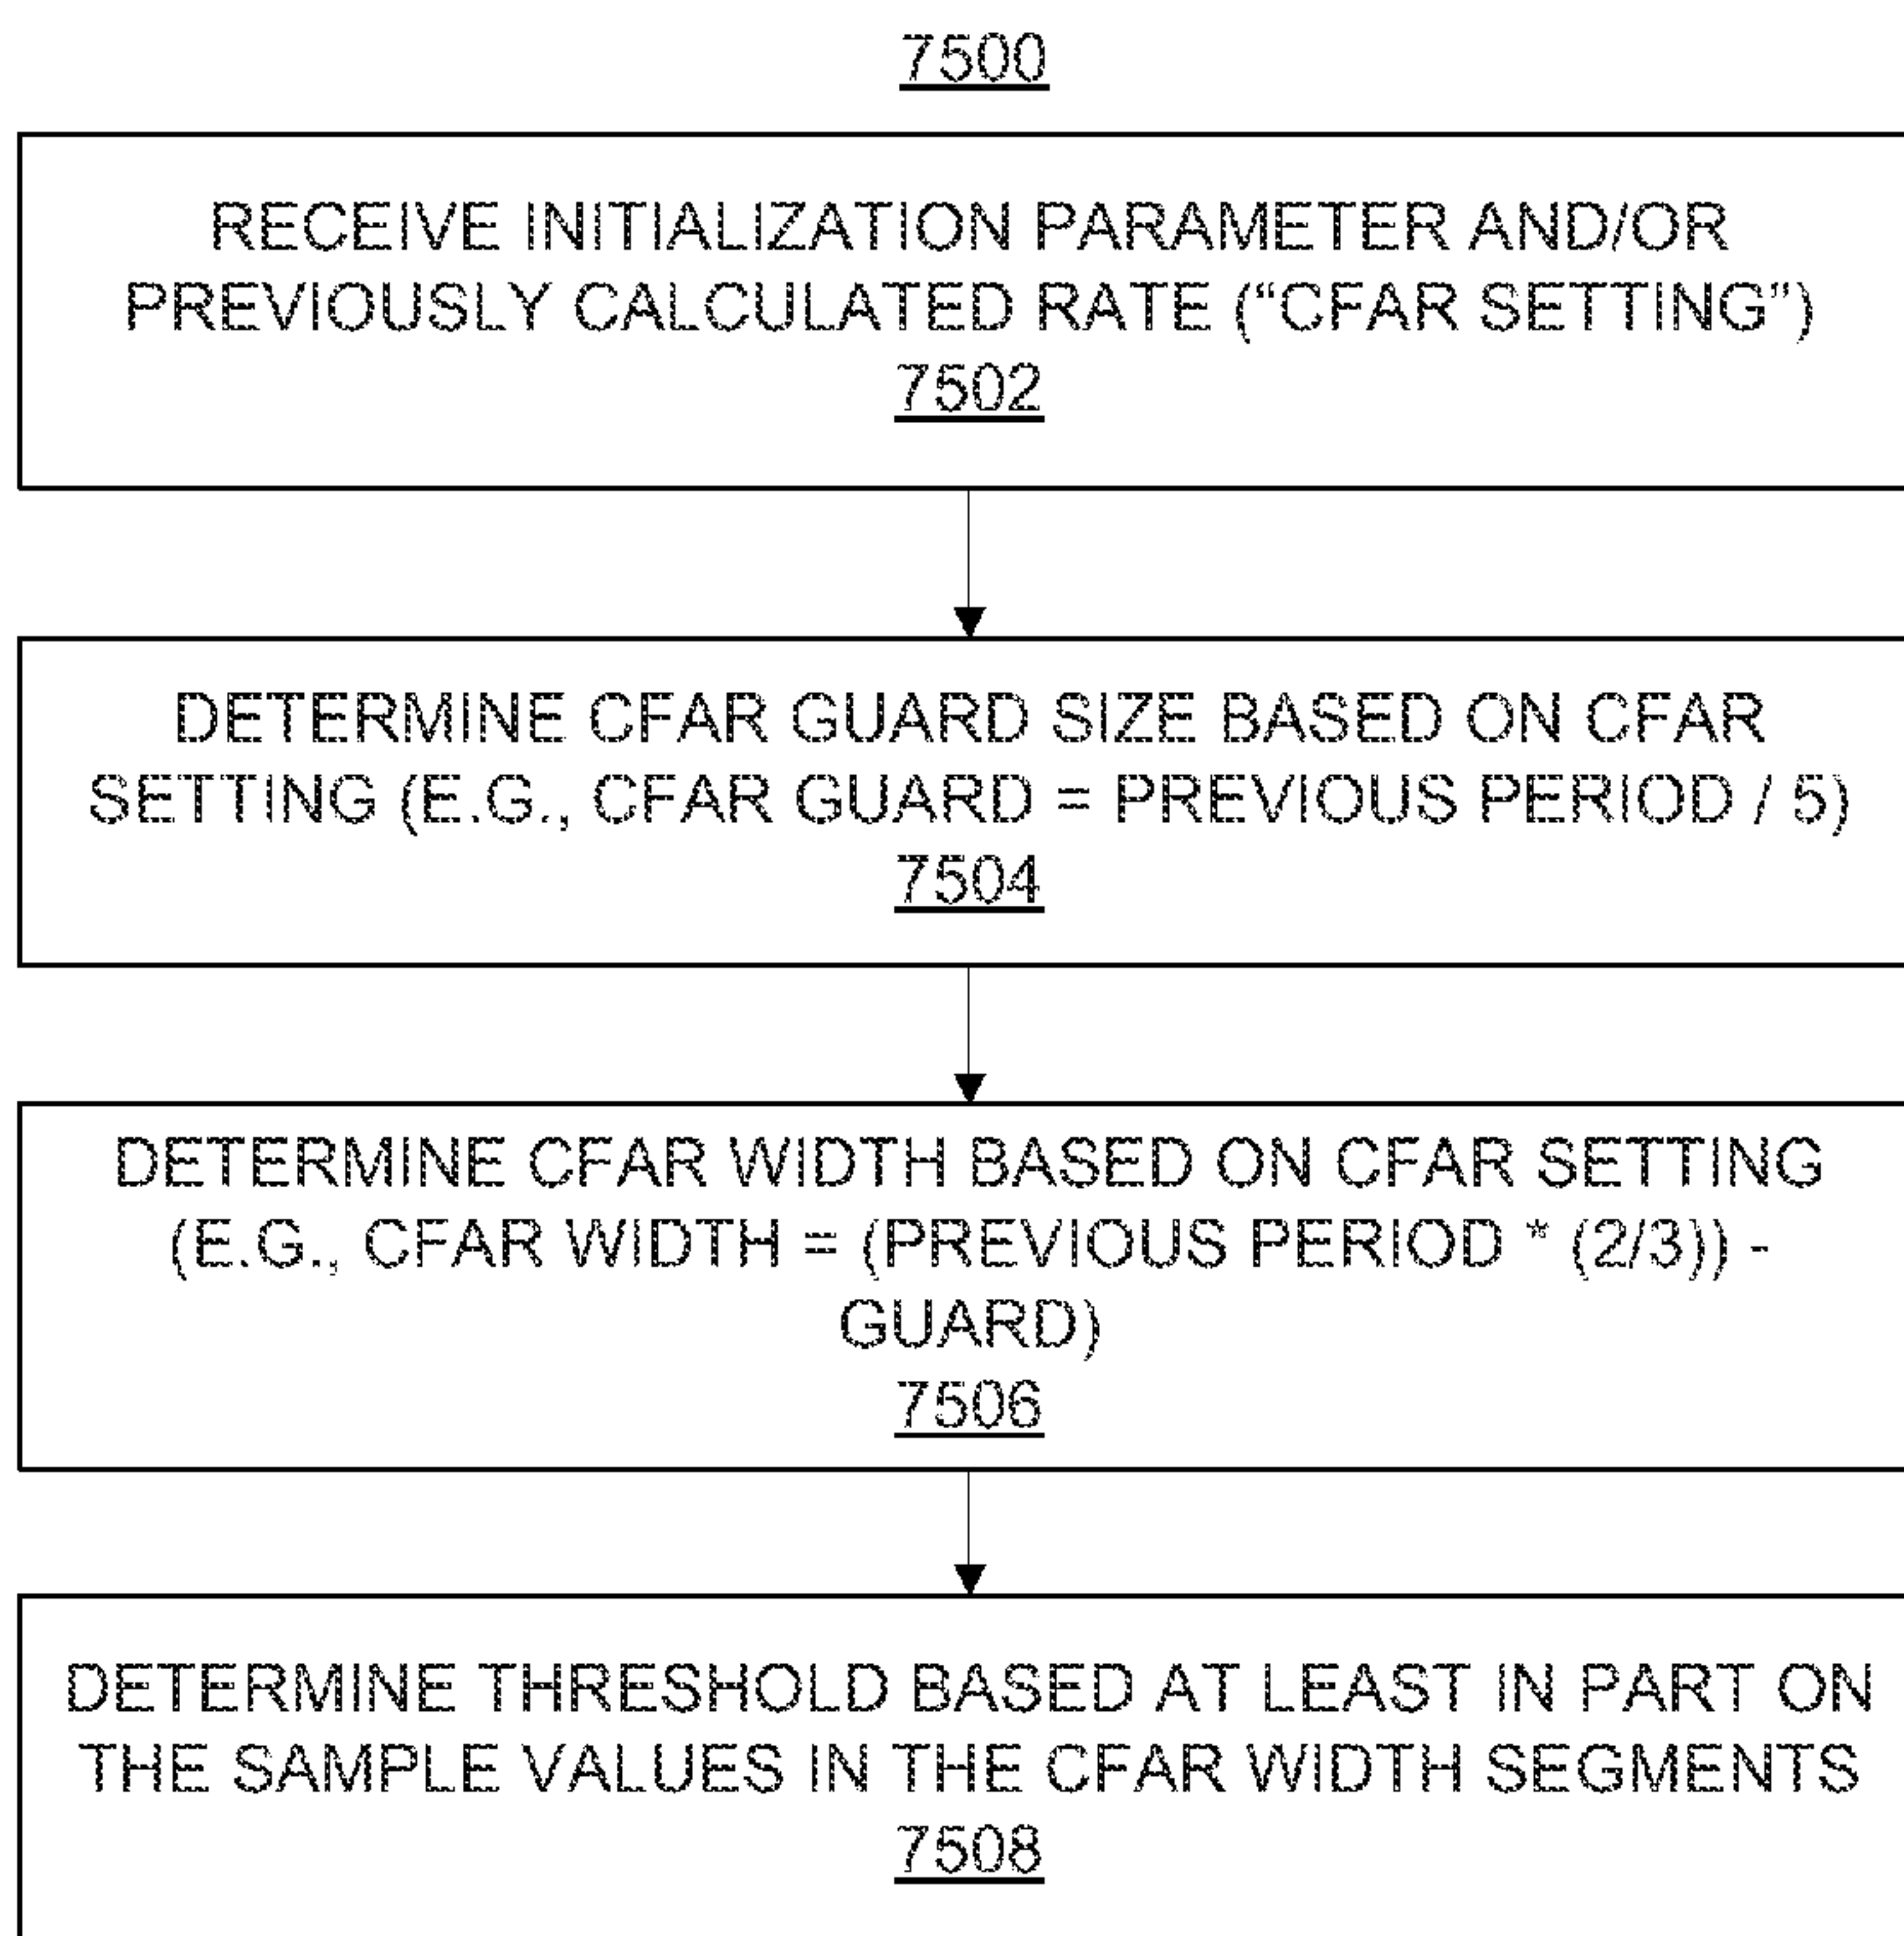 7500
RECEIVE INITIALIZATION PARAMETER AND/OR
PREVIOUSLY CALCULATED RATE (“CFAR SETTING”)
7502
DETERMINE CFAR GUARD SIZE BASED ON CFAR
SETTING (E.G., CFAR GUARD = PREVIOUS PERIOD / 5)
7504
DETERMINE CFAR WIDTH BASED ON CFAR SETTING
(E.G., CFAR WIDTH = (PREVIOUS PERIOD * (2/3)) -
GUARD)
7506
DETERMINE THRESHOLD BASED AT LEAST IN PART ON
THE SAMPLE VALUES IN THE CFAR WIDTH SEGMENTS
7508